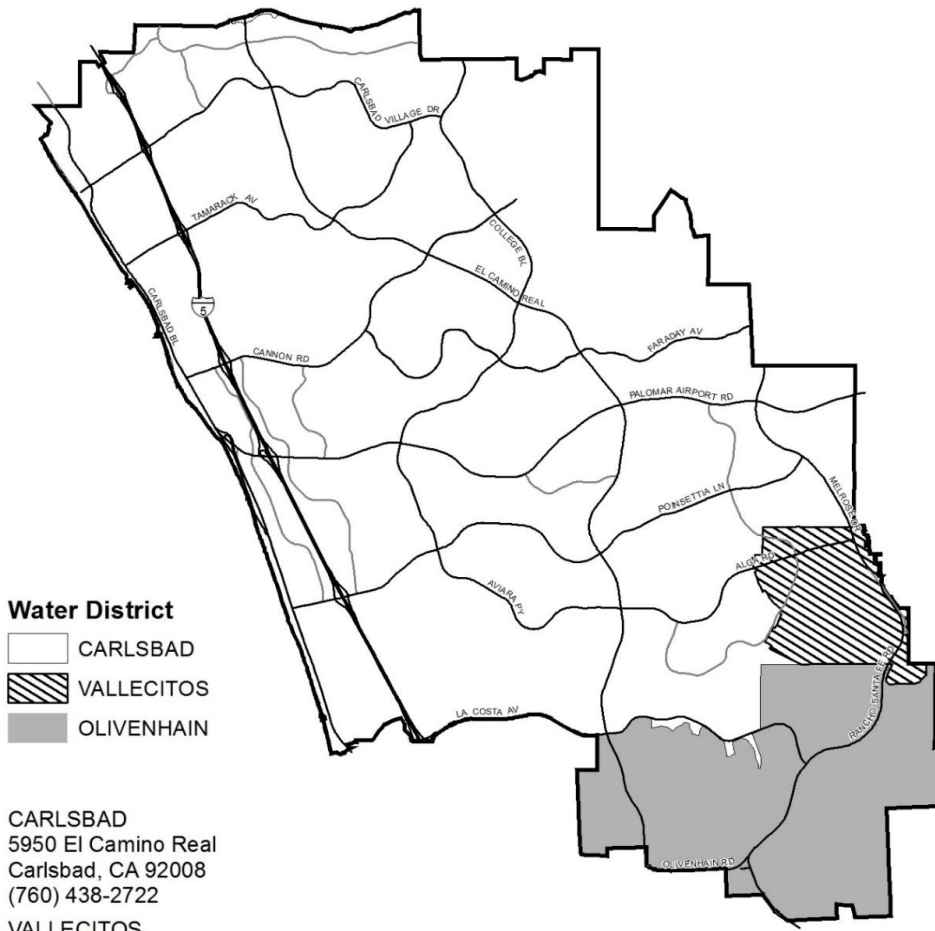 CARLSBAD
VILLAGE DR
TAMARACK AV
COLLEGE BL
EL CAMINO REAL
CARLSBAD BL
5
CANNON RD
FARADAY AV
PALOMAR AIRPORT RD
POINSETTIA LN
MELROSE DR
ALGA RD
AVIARA PY
LA COSTA AV
RANCHO SANTA FE RD
OLIVENHAIN RD
Water District
CARLSBAD
VALLECITOS
OLIVENHAIN
CARLSBAD
5950 El Camino Real
Carlsbad, CA 92008
(760) 438-2722
VALLECITOS